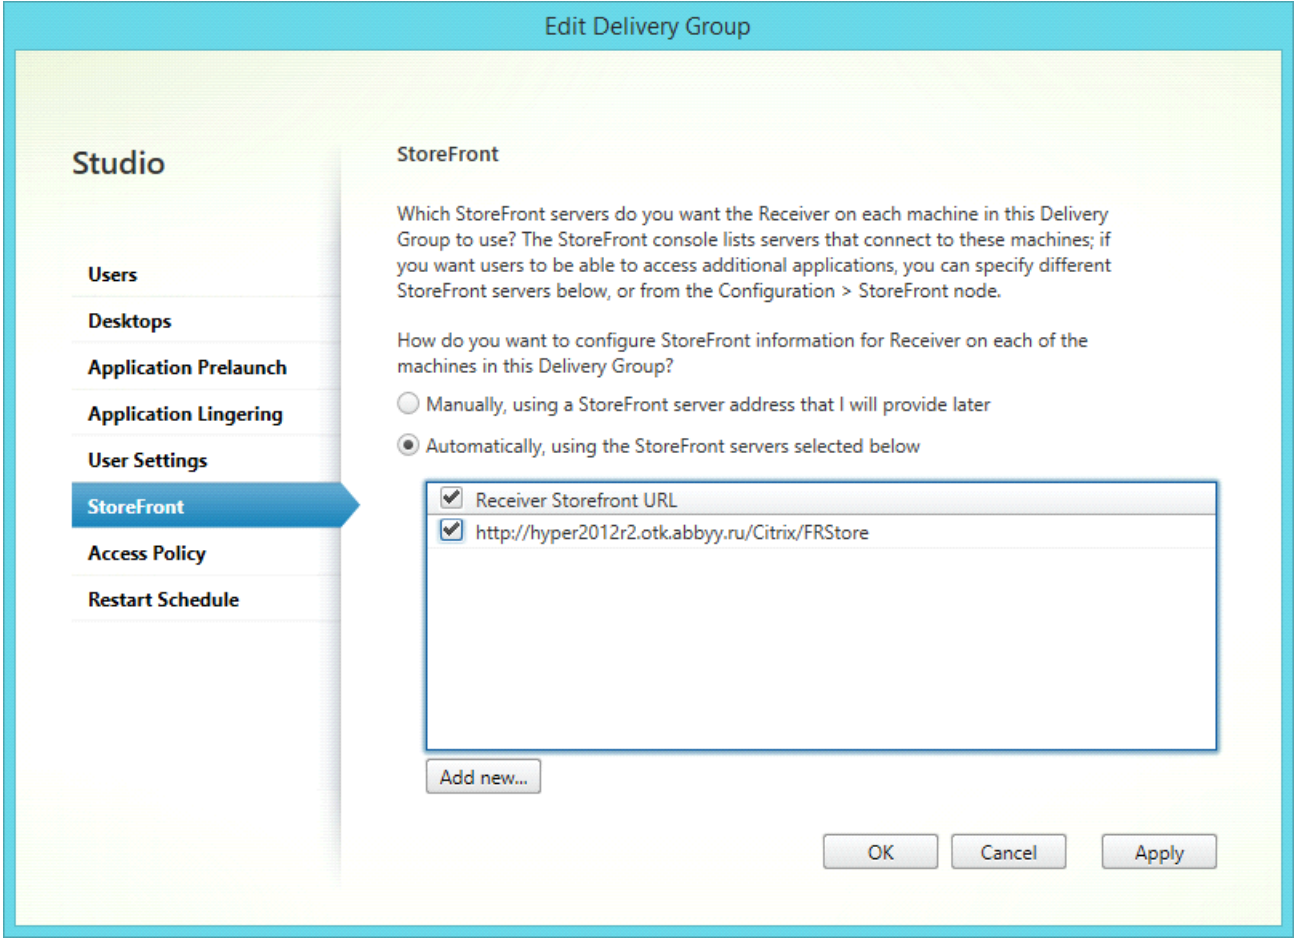 Edit Delivery Group
Studio
Users
Desktops
Application Prelaunch
Application Lingering
User Settings
StoreFront
Access Policy
Restart Schedule
StoreFront
Which StoreFront servers do you want the Receiver on each machine in this Delivery
Group to use? The StoreFront console lists servers that connect to these machines; if
you want users to be able to access additional applications, you can specify different
StoreFront servers below, or from the Configuration > StoreFront node.
How do you want to configure StoreFront information for Receiver on each of the
machines in this Delivery Group?
Manually, using a StoreFront server address that I will provide later
Automatically, using the StoreFront servers selected below
Receiver Storefront URL
http://hyper2012r2.otk.abbyy.ru/Citrix/FRStore
Add new...
OK
Cancel
Apply